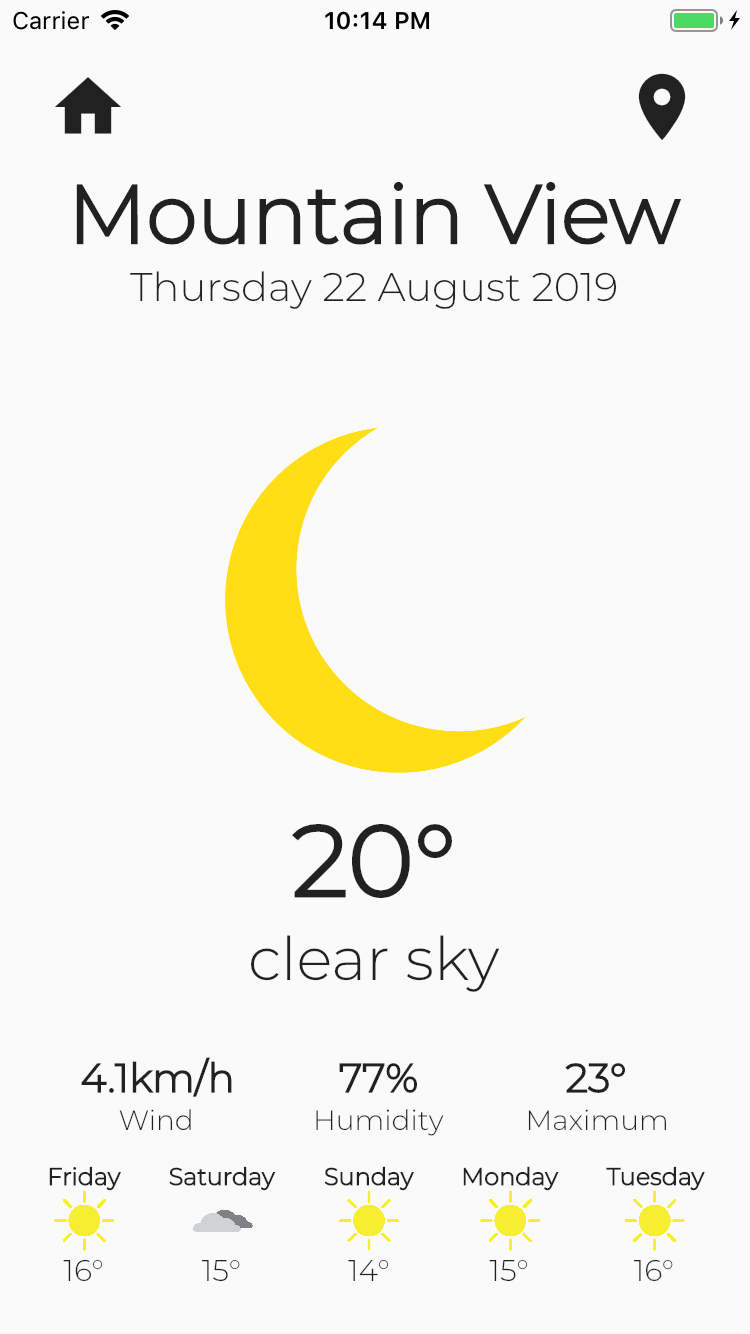 Carrier 10:14 PM
Mountain View
Thursday 22 August 2019
20°
clear sky
4.1km/h 77% 23°
Wind Humidity Maximum
Friday Saturday Sunday Monday Tuesday
16° 15° 14° 15° 16°